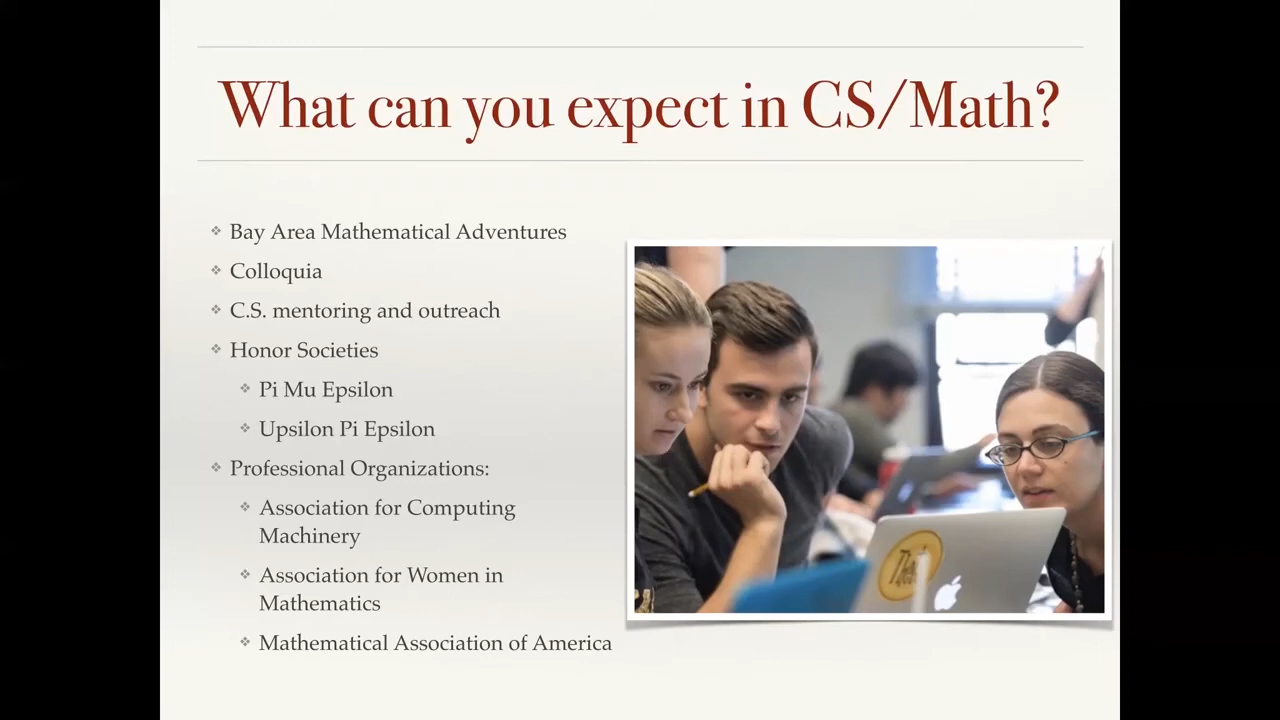 What can you expect in CS/Math?
Bay Area Mathematical Adventures
Colloquia
C.S. mentoring and outreach
Honor Societies
Pi Mu Epsilon
Upsilon Pi Epsilon
Professional Organizations:
Association for Computing
Machinery
Association for Women in
Mathematics
Mathematical Association of America